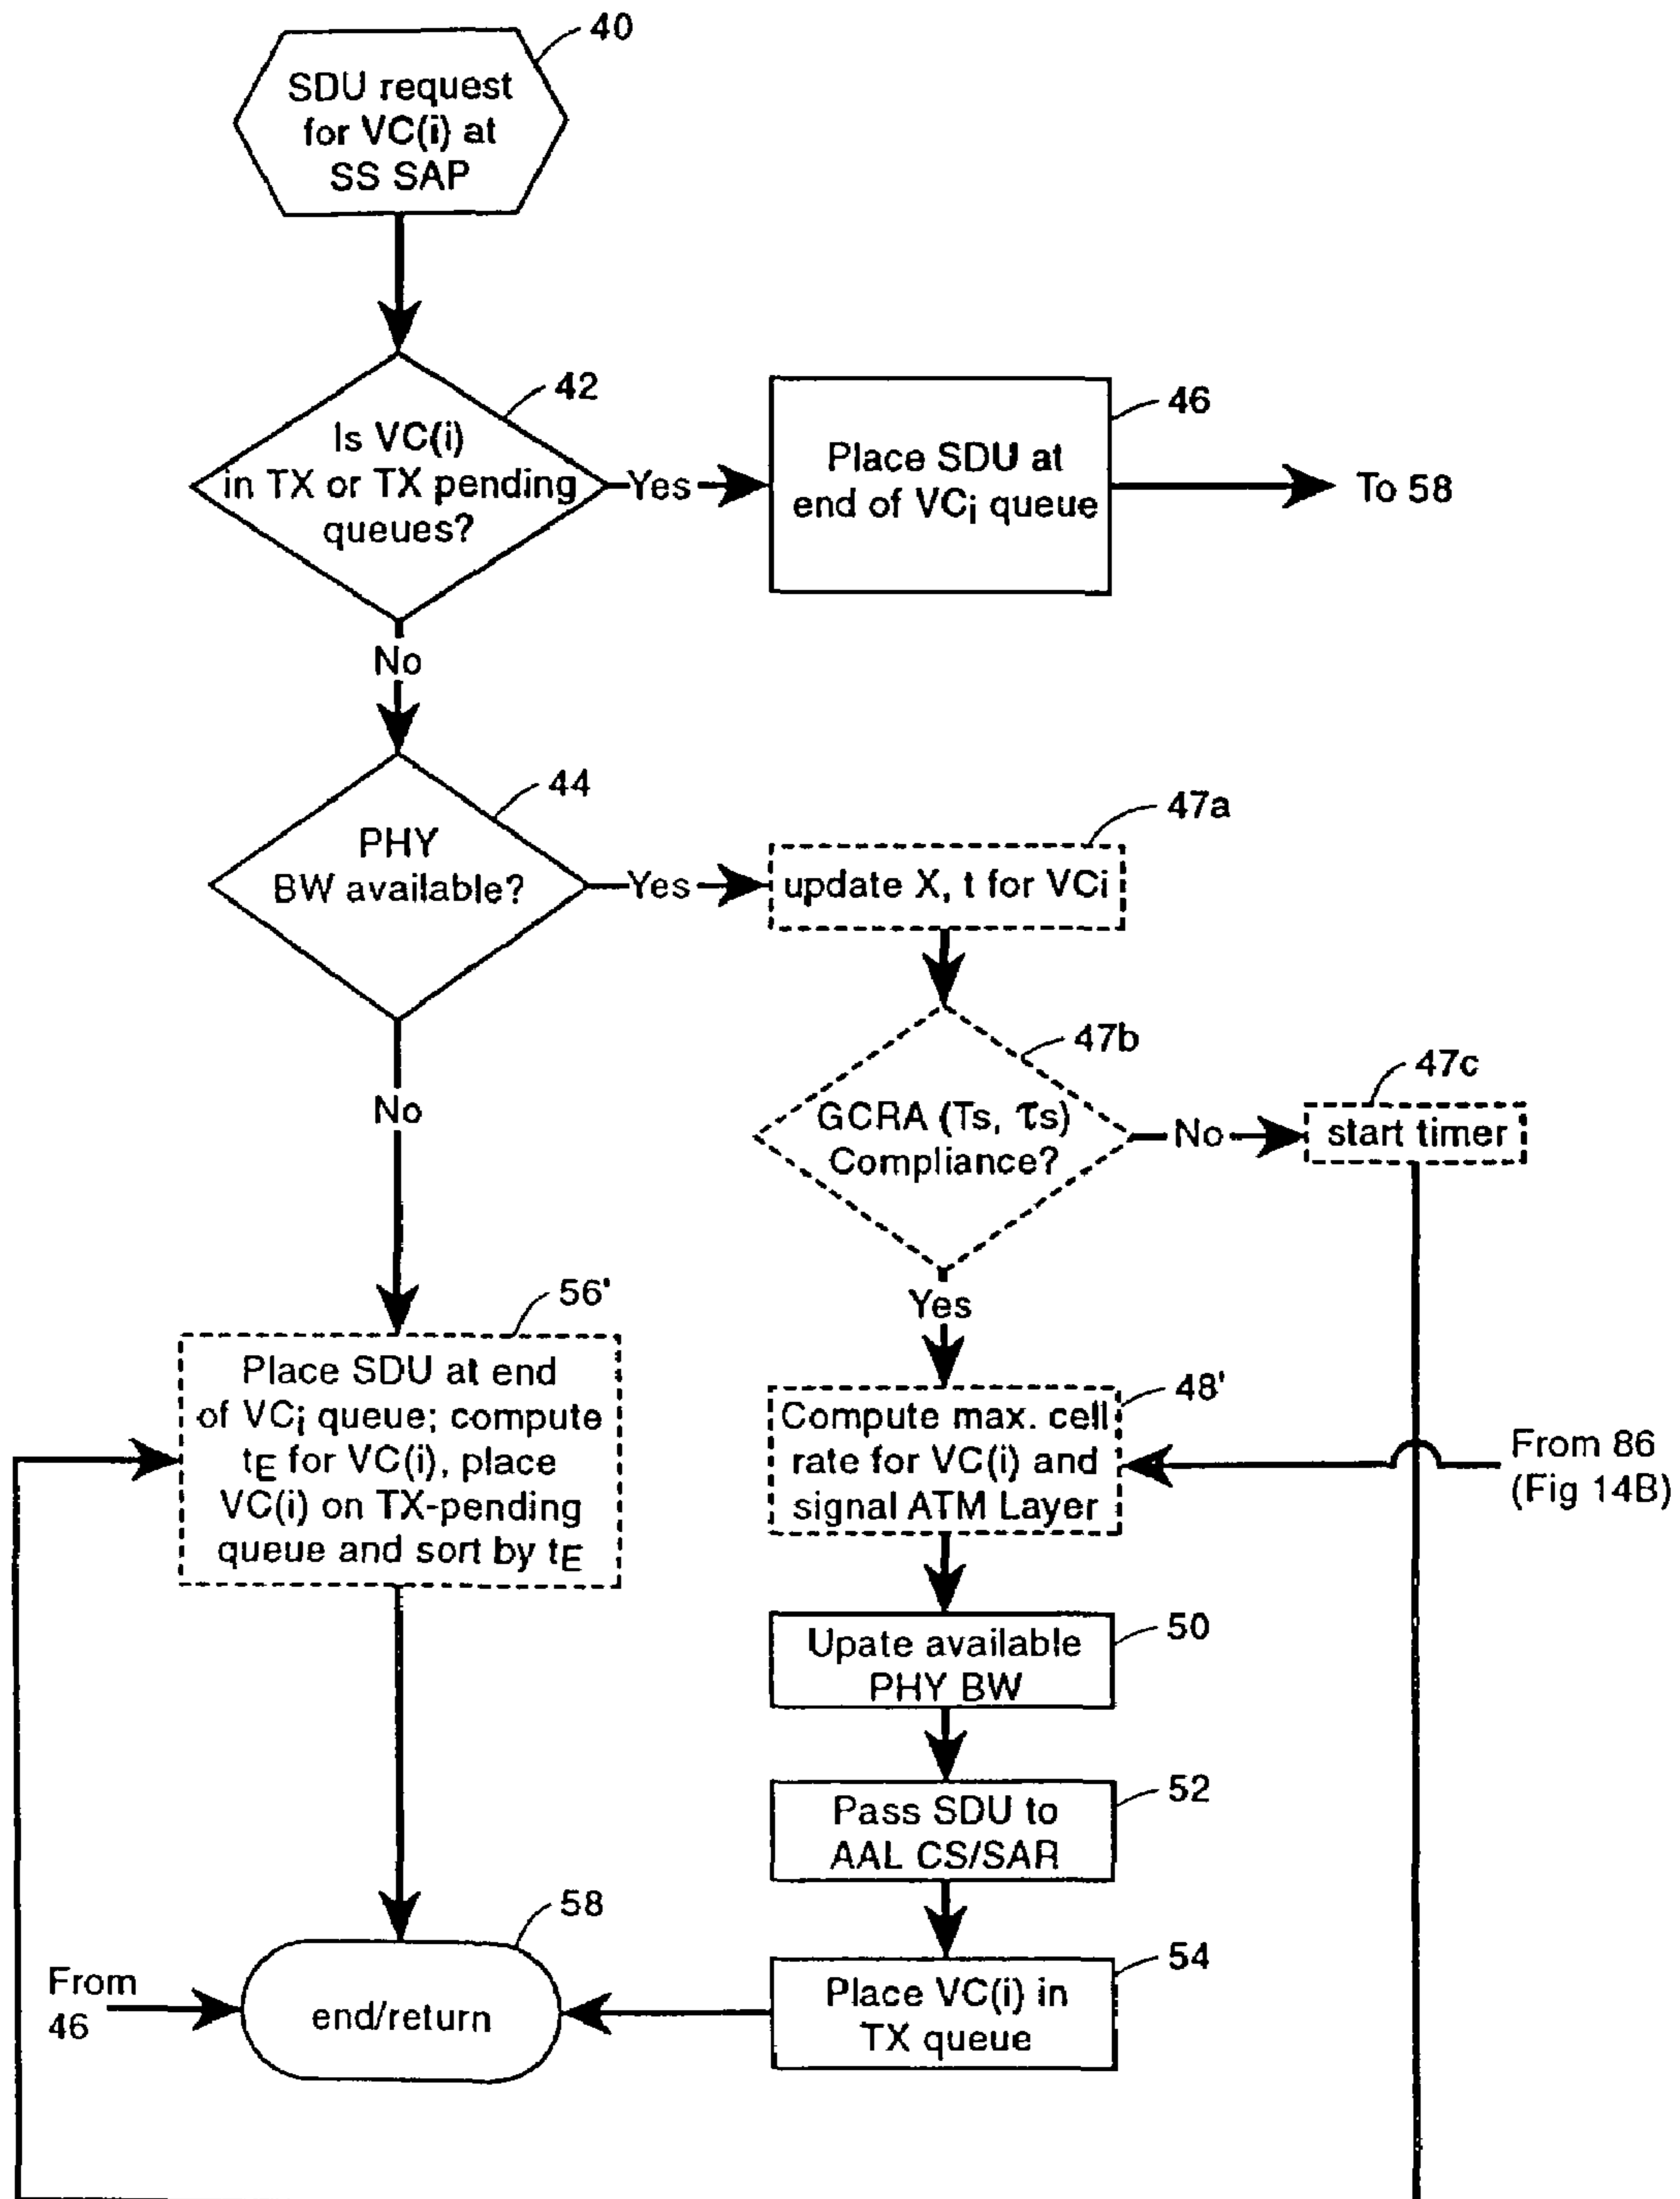 40
SDU request
for VC(i) at
SS SAP
42
Is VC(i)
in TX or TX pending
queues?
Yes
46
Place SDU at
end of VCi queue
To 58
No
44
PHY
BW available?
Yes
47a
update X, t for VCi
47b
GCRA (Ts, τs)
Compliance?
No
47c
start timer
No
Yes
56'
Place SDU at end
of VCi queue; compute
tE for VC(i), place
VC(i) on TX-pending
queue and sort by tE
48'
Compute max. cell
rate for VC(i) and
signal ATM Layer
From 86
(Fig 14B)
50
Upate available
PHY BW
52
Pass SDU to
AAL CS/SAR
54
Place VC(i) in
TX queue
58
end/return
From
46